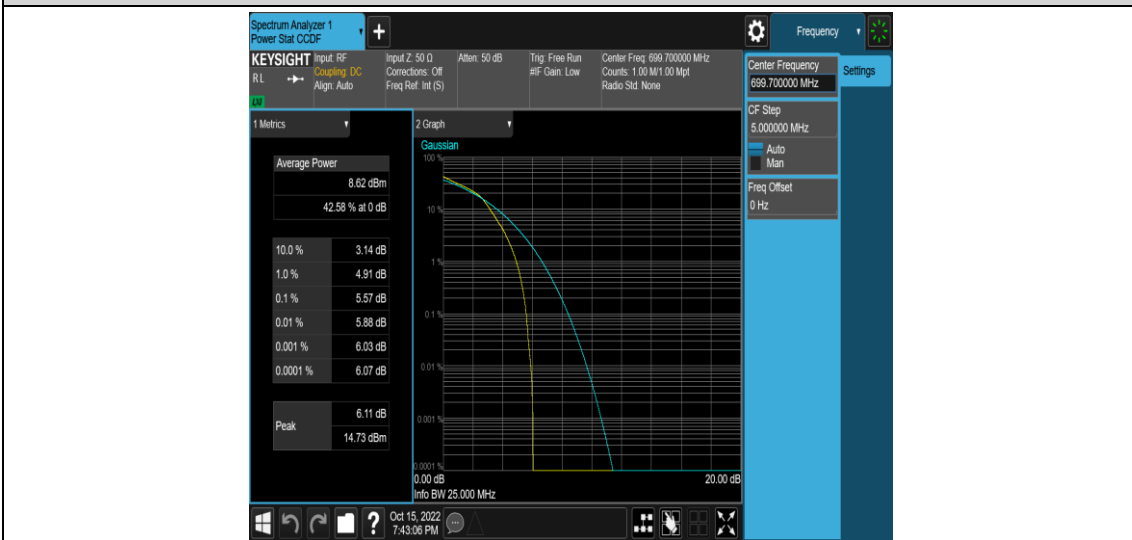 Spectrum Analyzer 1
Power Stat CCDF
+
Frequency
KEYSIGHT
RL
LNI
Input: RF
Coupling: DC
Align: Auto
Input Z: 50 Ω
Corrections: Off
Freq Ref: Int (S)
Atten: 50 dB
Trig: Free Run
#IF Gain: Low
Center Freq: 699.700000 MHz
Counts: 1.00 M/1.00 Mpt
Radio Std: None
Center Frequency
699.700000 MHz
Settings
CF Step
5.000000 MHz
Auto
Man
Freq Offset
0 Hz
1 Metrics
Average Power
8.62 dBm
42.58 % at 0 dB
10.0 % 3.14 dB
1.0 % 4.91 dB
0.1 % 5.57 dB
0.01 % 5.88 dB
0.001 % 6.03 dB
0.0001 % 6.07 dB
Peak
6.11 dB
14.73 dBm
2 Graph
Gaussian
100 %
10 %
1 %
0.1 %
0.01 %
0.001 %
0.0001 %
0.00 dB 20.00 dB
Info BW 25.000 MHz
?
Oct 15, 2022
7:43:06 PM